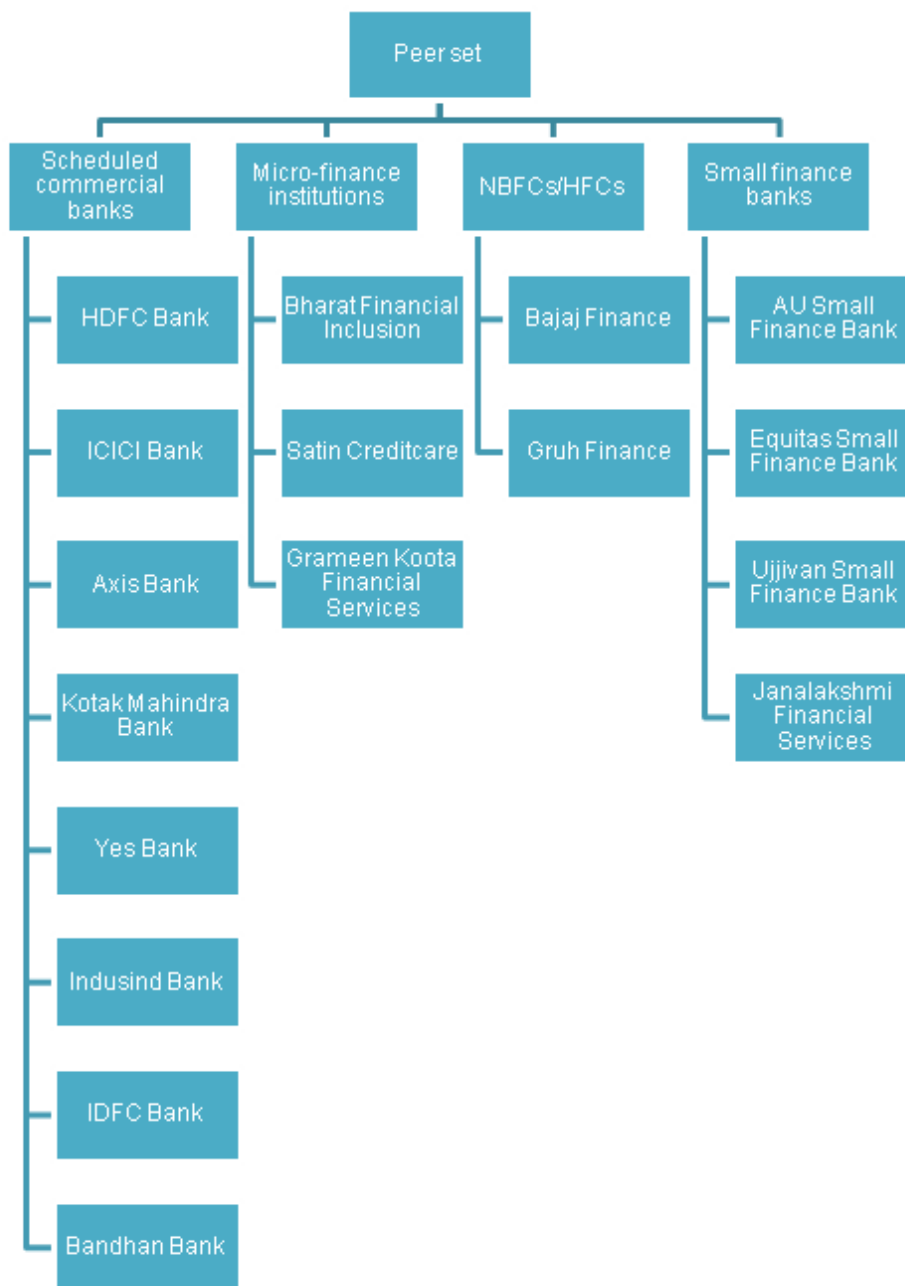 Peer set
Scheduled
commercial
banks
Micro-finance
institutions
NBFCs/HFCs
Small finance
banks
HDFC Bank
ICICI Bank
Axis Bank
Kotak Mahindra
Bank
Yes Bank
Indusind Bank
IDFC Bank
Bandhan Bank
Bharat Financial
Inclusion
Satin Creditcare
Grameen Koota
Financial
Services
Bajaj Finance
Gruh Finance
AU Small
Finance Bank
Equitas Small
Finance Bank
Ujjivan Small
Finance Bank
Janalakshmi
Financial
Services